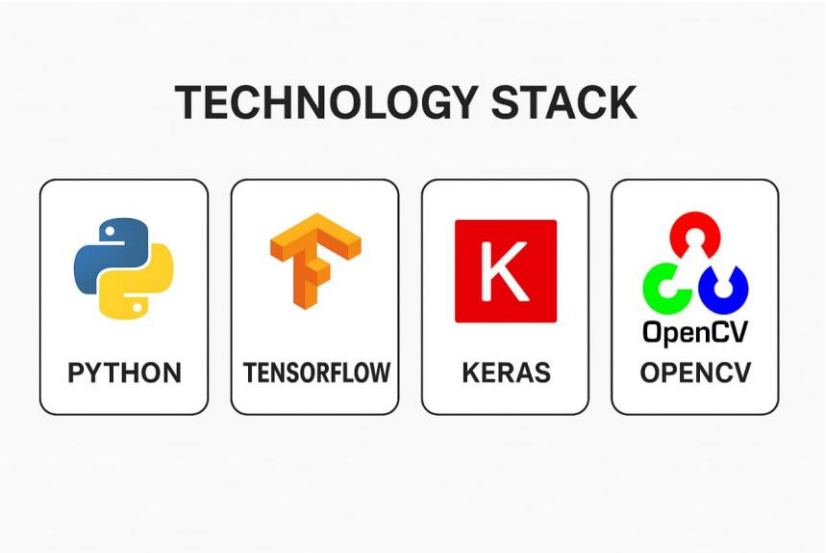 TECHNOLOGY STACK
PYTHON
TENSORFLOW
K
KERAS
OpenCV
OPENCV